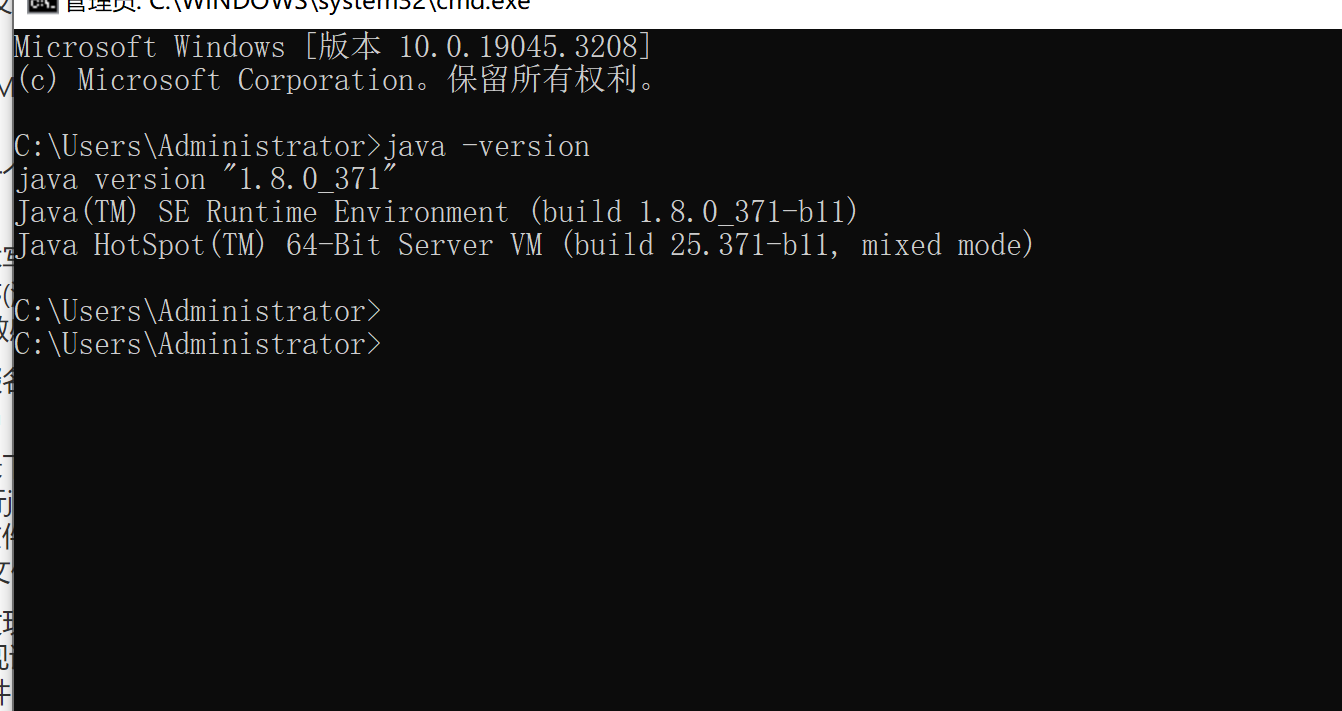 管理员: C:\WINDOWS\system32\cmd.exe
Microsoft Windows [版本 10.0.19045.3208]
(c) Microsoft Corporation。保留所有权利。
C:\Users\Administrator>java -version
java version "1.8.0_371"
Java(TM) SE Runtime Environment (build 1.8.0_371-b11)
Java HotSpot(TM) 64-Bit Server VM (build 25.371-b11, mixed mode)
C:\Users\Administrator>
C:\Users\Administrator>